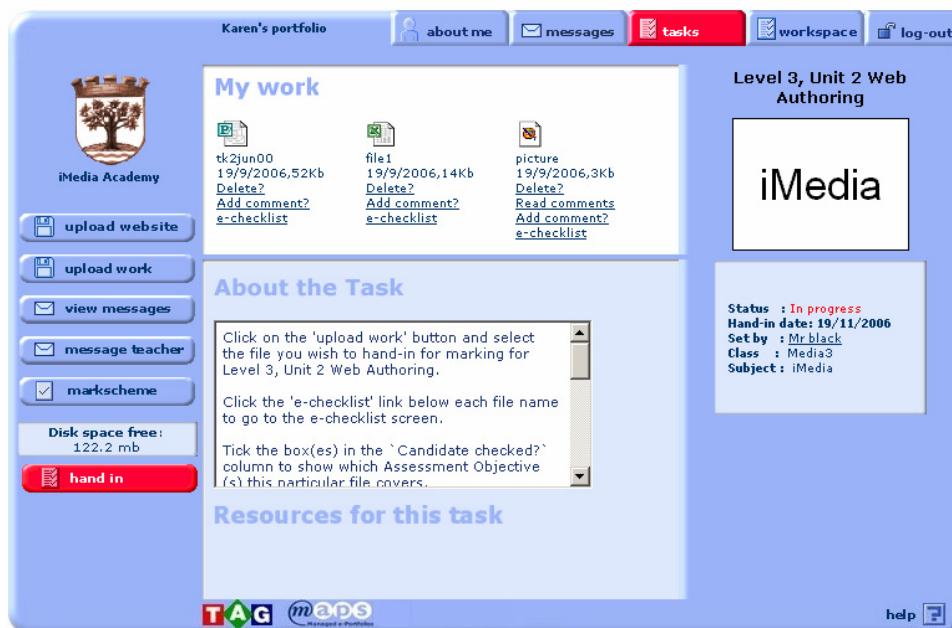 Karen's portfolio
about me
messages
tasks
workspace
log-out
iMedia Academy
upload website
upload work
view messages
message teacher
markscheme
Disk space free:
122.2 mb
hand in
My work
tk2jun00
19/9/2006,52Kb
Delete?
Add comment?
e-checklist
file1
19/9/2006,14Kb
Delete?
Add comment?
e-checklist
picture
19/9/2006,3Kb
Delete?
Read comments
Add comment?
e-checklist
About the Task
Click on the 'upload work' button and select
the file you wish to hand-in for marking for
Level 3, Unit 2 Web Authoring.
Click the 'e-checklist' link below each file name
to go to the e-checklist screen.
Tick the box(es) in the `Candidate checked?`
column to show which Assessment Objective
(s) this particular file covers.
Resources for this task
Level 3, Unit 2 Web
Authoring
iMedia
Status : In progress
Hand-in date: 19/11/2006
Set by : Mr black
Class : Media3
Subject : iMedia
TAG
maps
Managed e-Portfolios
help ?